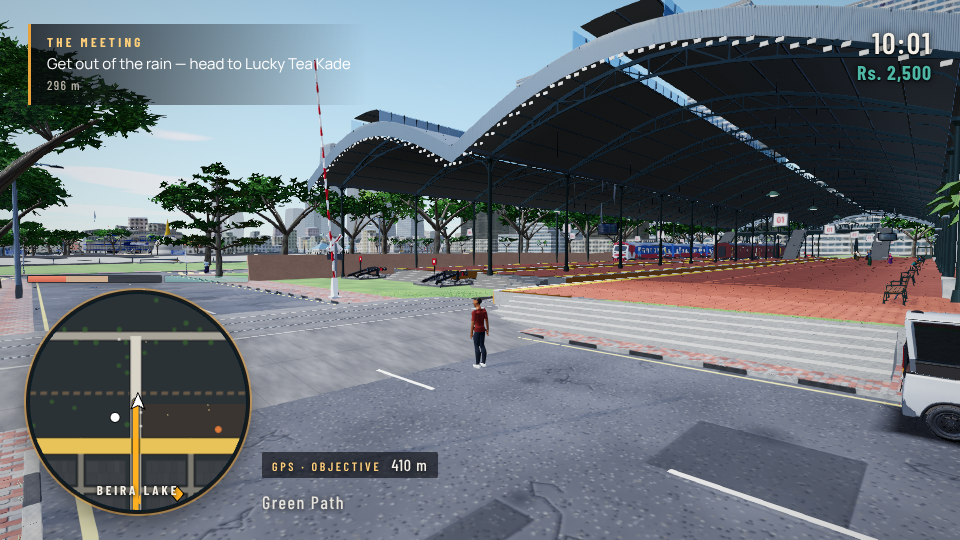 THE MEETING
Get out of the rain — head to Lucky Tea Kade
296 m
10:01
Rs. 2,500
01
BEIRA LAKE
GPS · OBJECTIVE 410 m
Green Path